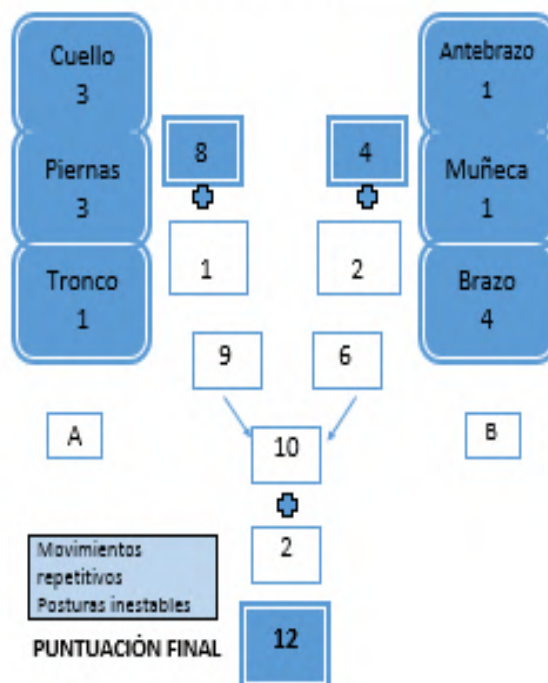 Cuello
3
Piernas
3
Tronco
1
8
1
4
2
Antebrazo
1
Muñeca
1
Brazo
4
9
6
A
B
10
2
Movimientos
repetitivos
Posturas inestables
PUNTUACIÓN FINAL
12